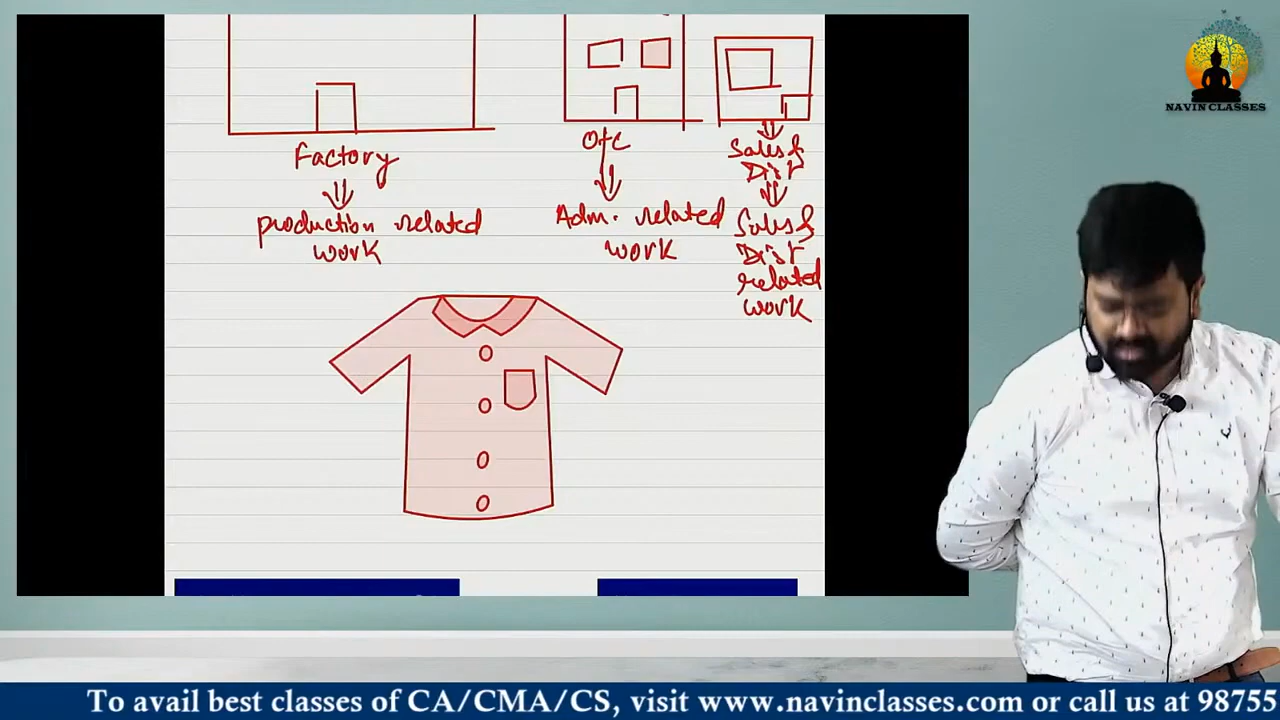 NAVIN CLASSES
Factory
production related
work
Ofc
Adm. related
work
Sales &
Dist
Sales &
Dist
related
work
To avail best classes of CA/CMA/CS, visit www.navinclasses.com or call us at 98755